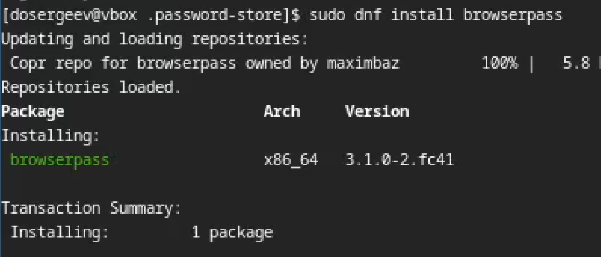 [dosergeev@vbox .password-store]$ sudo dnf install browserpass
Updating and loading repositories:
Copr repo for browserpass owned by maximbaz 100% | 5.8
Repositories loaded.
Package Arch Version
Installing:
browserpass x86_64 3.1.0-2.fc41
Transaction Summary:
Installing: 1 package